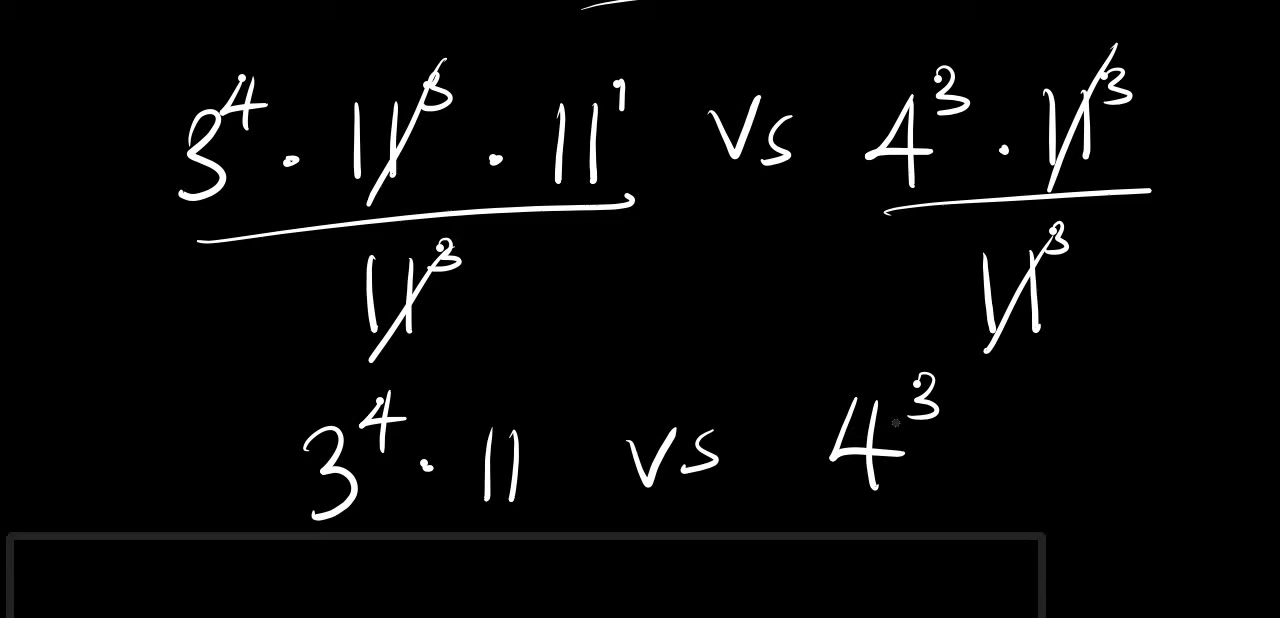 3⁴ · 11³ · 11¹ vs 4³ · 11³
11³ 11³
3⁴ · 11 vs 4³